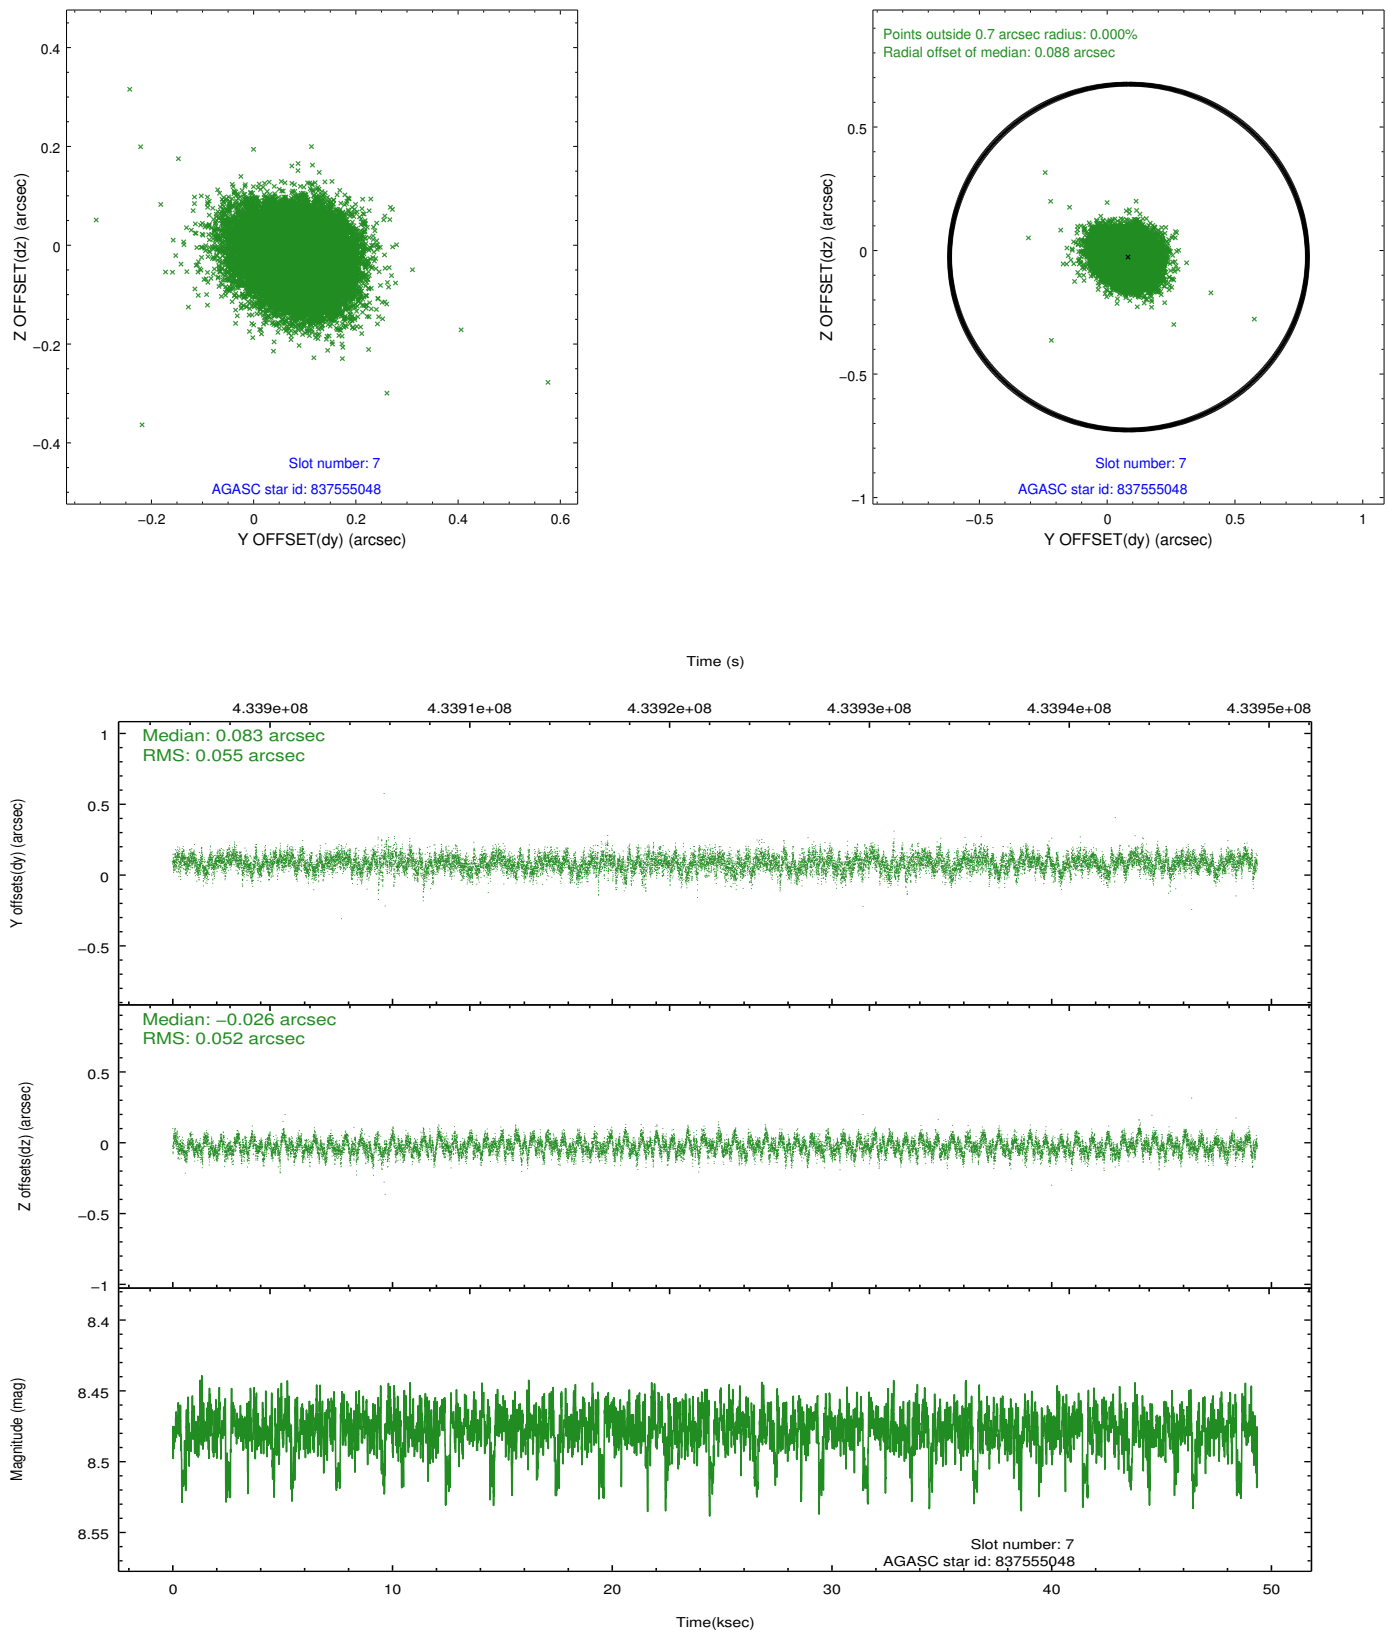 0.4
0.2
0
−0.2
−0.4
Z OFFSET(dz) (arcsec)
Slot number: 7
AGASC star id: 837555048
−0.2 0 0.2 0.4 0.6
Y OFFSET(dy) (arcsec)
Points outside 0.7 arcsec radius: 0.000%
Radial offset of median: 0.088 arcsec
0.5
0
−0.5
−1
Z OFFSET(dz) (arcsec)
Slot number: 7
AGASC star id: 837555048
−0.5 0 0.5 1
Y OFFSET(dy) (arcsec)
Time (s)
4.339e+08 4.3391e+08 4.3392e+08 4.3393e+08 4.3394e+08 4.3395e+08
Median: 0.083 arcsec
RMS: 0.055 arcsec
1
0.5
0
−0.5
Y offsets(dy) (arcsec)
Median: −0.026 arcsec
RMS: 0.052 arcsec
0.5
0
−0.5
−1
Z offsets(dz) (arcsec)
8.4
8.45
8.5
8.55
Magnitude (mag)
Slot number: 7
AGASC star id: 837555048
0 10 20 30 40 50
Time(ksec)